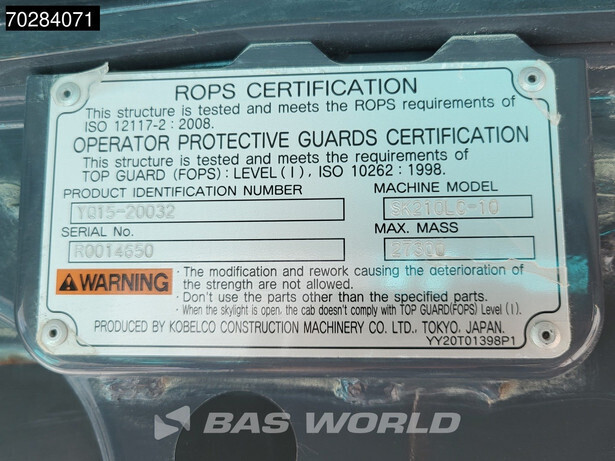 70284071
ROPS CERTIFICATION
This structure is tested and meets the ROPS requirements of
ISO 12117-2 : 2008.
OPERATOR PROTECTIVE GUARDS CERTIFICATION
This structure is tested and meets the requirements of
TOP GUARD (FOPS) : LEVEL ( I ) , ISO 10262 : 1998.
PRODUCT IDENTIFICATION NUMBER MACHINE MODEL
YQ15-20032 SK210LC-10
SERIAL No. MAX. MASS
R0014650
WARNING
・The modification and rework causing the deterioration of
the strength are not allowed.
・Don't use the parts other than the specified parts.
・When the skylight is open, the cab doesn't comply with TOP GUARD(FOPS) Level ( I ) .
PRODUCED BY KOBELCO CONSTRUCTION MACHINERY CO. LTD., TOKYO, JAPAN.
YY20T01398P1
BAS WORLD